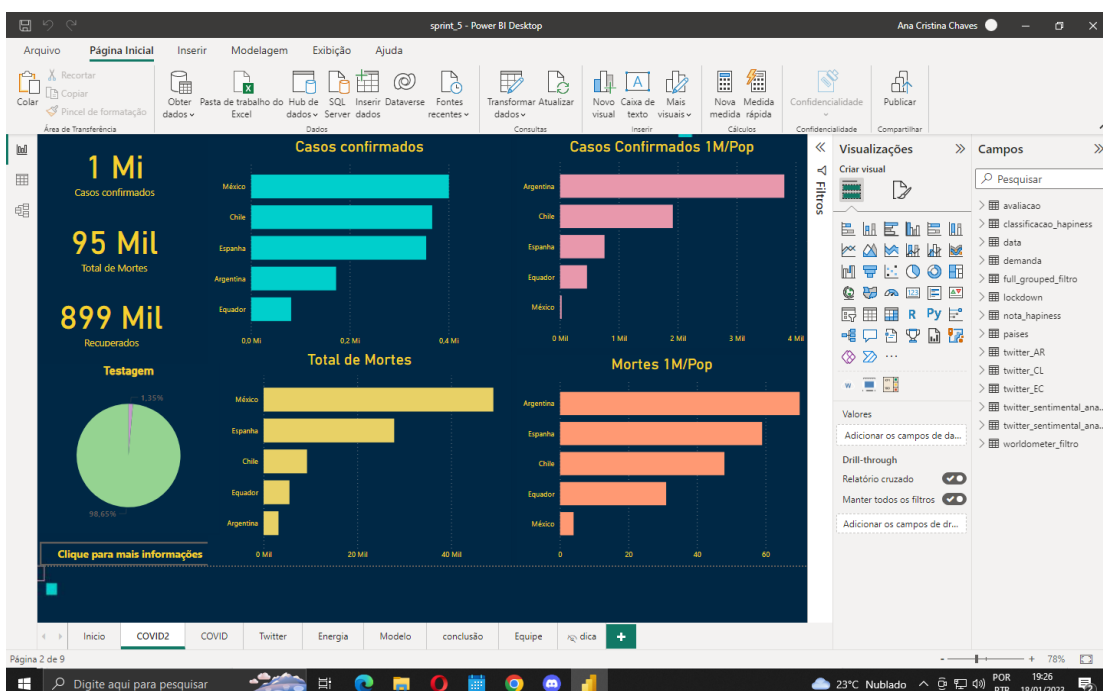 sprint_5 - Power BI Desktop
Ana Cristina Chaves
Arquivo
Página Inicial
Inserir
Modelagem
Exibição
Ajuda
Colar
Recortar
Copiar
Pincel de formatação
Área de Transferência
Obter dados
Pasta de trabalho do Excel
Hub de dados
SQL Server
Inserir dados
Dataverse
Fontes recentes
Dados
Transformar dados
Atualizar
Consultas
Novo visual
Caixa de texto
Mais visuais
Inserir
Nova medida
Medida rápida
Cálculos
Confidencialidade
Confidencialidade
Publicar
Compartilhar
1 Mi
Casos confirmados
95 Mil
Total de Mortes
899 Mil
Recuperados
Testagem
1,35%
98,65%
Clique para mais informações
Casos confirmados
México
Chile
Espanha
Argentina
Equador
0,0 Mi
0,2 Mi
0,4 Mi
Casos Confirmados 1M/Pop
Argentina
Chile
Espanha
Equador
México
0 Mil
1 Mil
2 Mil
3 Mil
4 Mil
Total de Mortes
México
Espanha
Chile
Equador
Argentina
0 Mil
20 Mil
40 Mil
Mortes 1M/Pop
Argentina
Espanha
Chile
Equador
México
0
20
40
60
Filtros
Visualizações
Criar visual
123
R
Py
Valores
Adicionar os campos de da...
Drill-through
Relatório cruzado
Manter todos os filtros
Adicionar os campos de dr...
Campos
Pesquisar
avaliacao
classificacao_hapiness
data
demanda
full_grouped_filtro
lockdown
nota_hapiness
paises
twitter_AR
twitter_CL
twitter_EC
twitter_sentimental_ana...
twitter_sentimental_ana...
worldometer_filtro
Inicio
COVID2
COVID
Twitter
Energia
Modelo
conclusão
Equipe
dica
Página 2 de 9
78%
Digite aqui para pesquisar
23°C Nublado
POR
PTB
19:26
18/01/2023